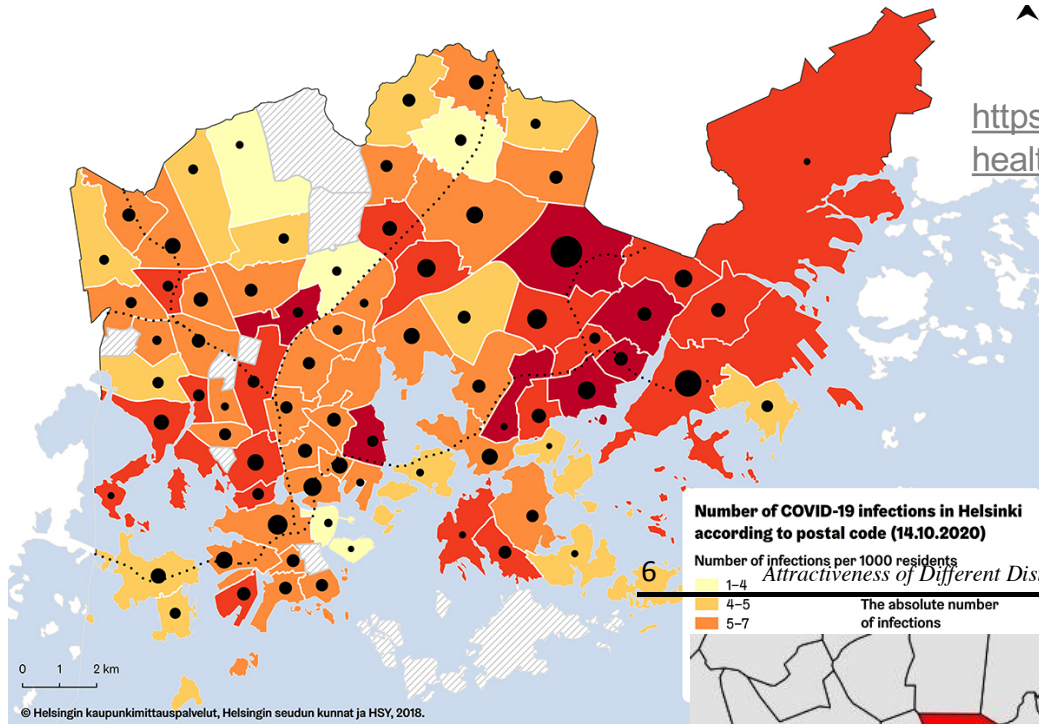 https
healt
Number of COVID-19 infections in Helsinki
according to postal code (14.10.2020)
Number of infections per 1000 residents
6
Attractiveness of Different Dis
1–4
4–5
5–7
The absolute number
of infections
0 1 2 km
© Helsingin kaupunkimittauspalvelut, Helsingin seudun kunnat ja HSY, 2018.